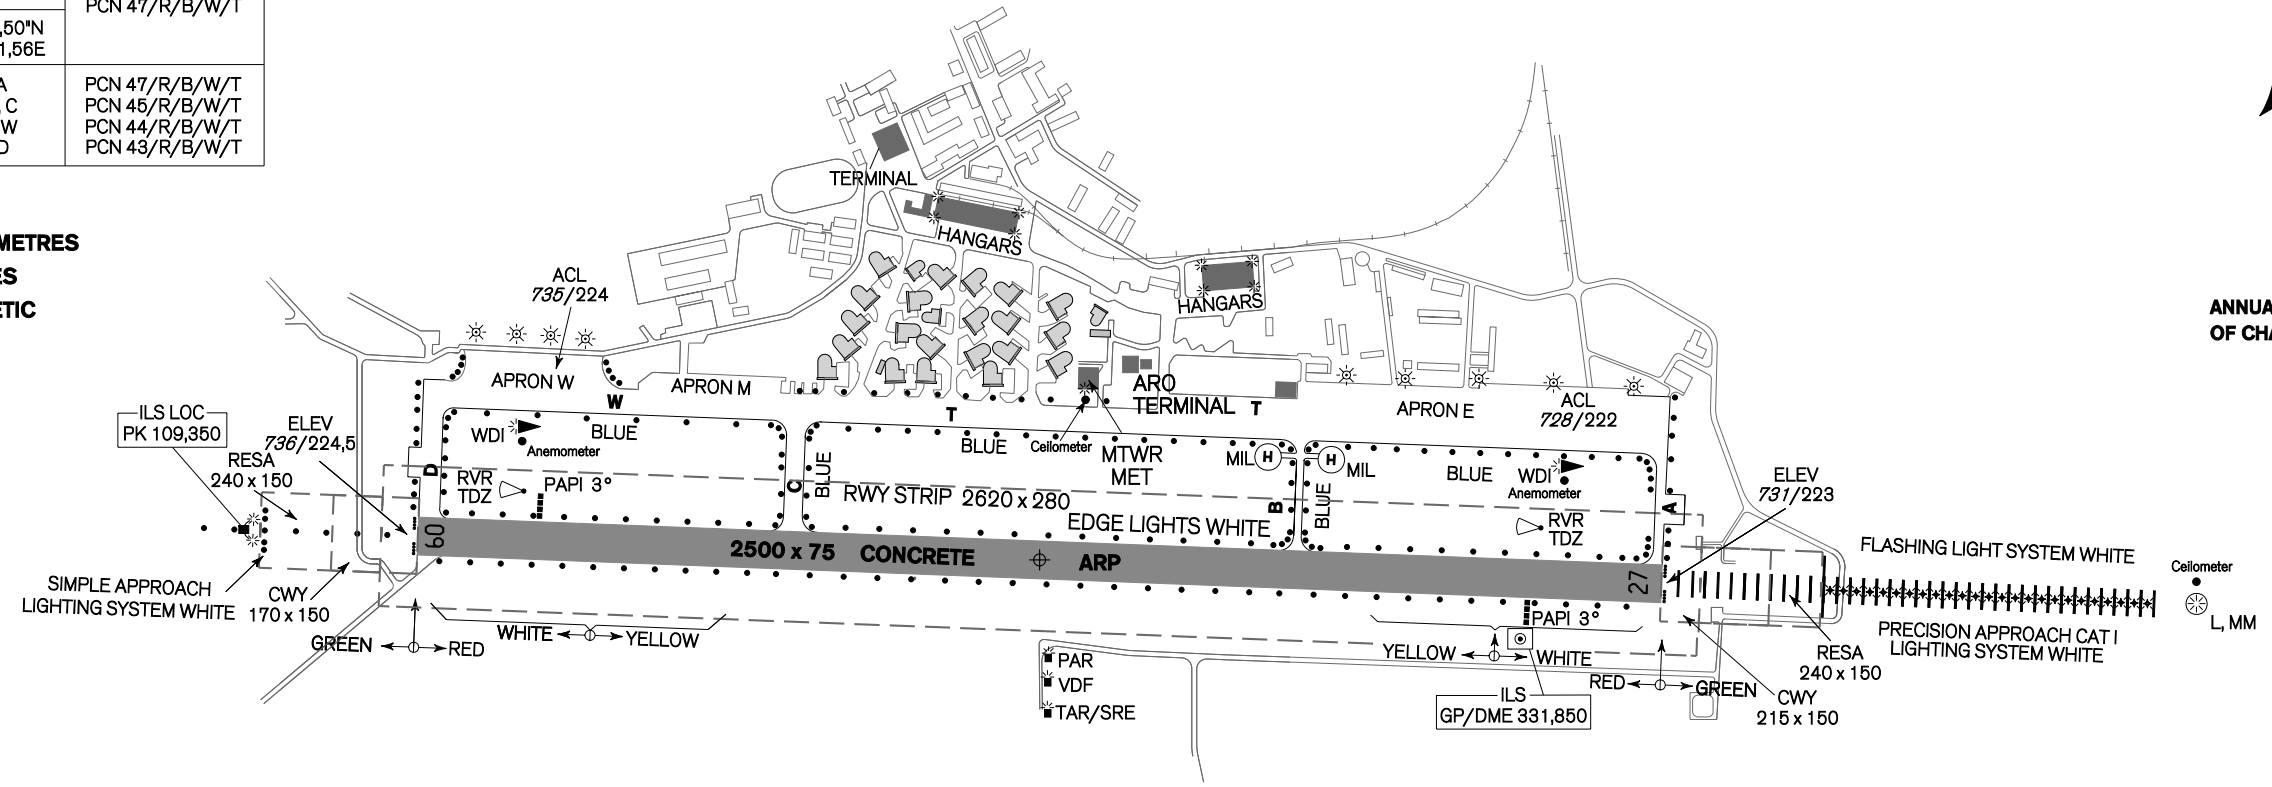 PCN 47/R/B/W/T
,50"N
1,56E
A PCN 47/R/B/W/T
, C PCN 45/R/B/W/T
W PCN 44/R/B/W/T
D PCN 43/R/B/W/T
METRES
ES
ETIC
ANNUA
OF CHA
TERMINAL
HANGARS
HANGARS
ACL
735/224
APRON W
APRON M
W
T
ARO
TERMINAL
T
APRON E
ACL
728/222
ILS LOC
PK 109,350
ELEV
736/224,5
RESA
240 x 150
WDI
Anemometer
BLUE
BLUE
Ceilometer
MTWR
MET
MIL
H
H
MIL
BLUE
WDI
Anemometer
ELEV
731/223
D
RVR
TDZ
PAPI 3°
C
BLUE
RWY STRIP 2620 x 280
EDGE LIGHTS WHITE
B
BLUE
RVR
TDZ
A
09
2500 x 75 CONCRETE
ARP
27
FLASHING LIGHT SYSTEM WHITE
Ceilometer
L, MM
SIMPLE APPROACH
LIGHTING SYSTEM WHITE
CWY
170 x 150
GREEN
RED
WHITE
YELLOW
PAPI 3°
YELLOW
WHITE
PRECISION APPROACH CAT I
LIGHTING SYSTEM WHITE
RESA
240 x 150
PAR
VDF
TAR/SRE
RED
GREEN
ILS
GP/DME 331,850
CWY
215 x 150